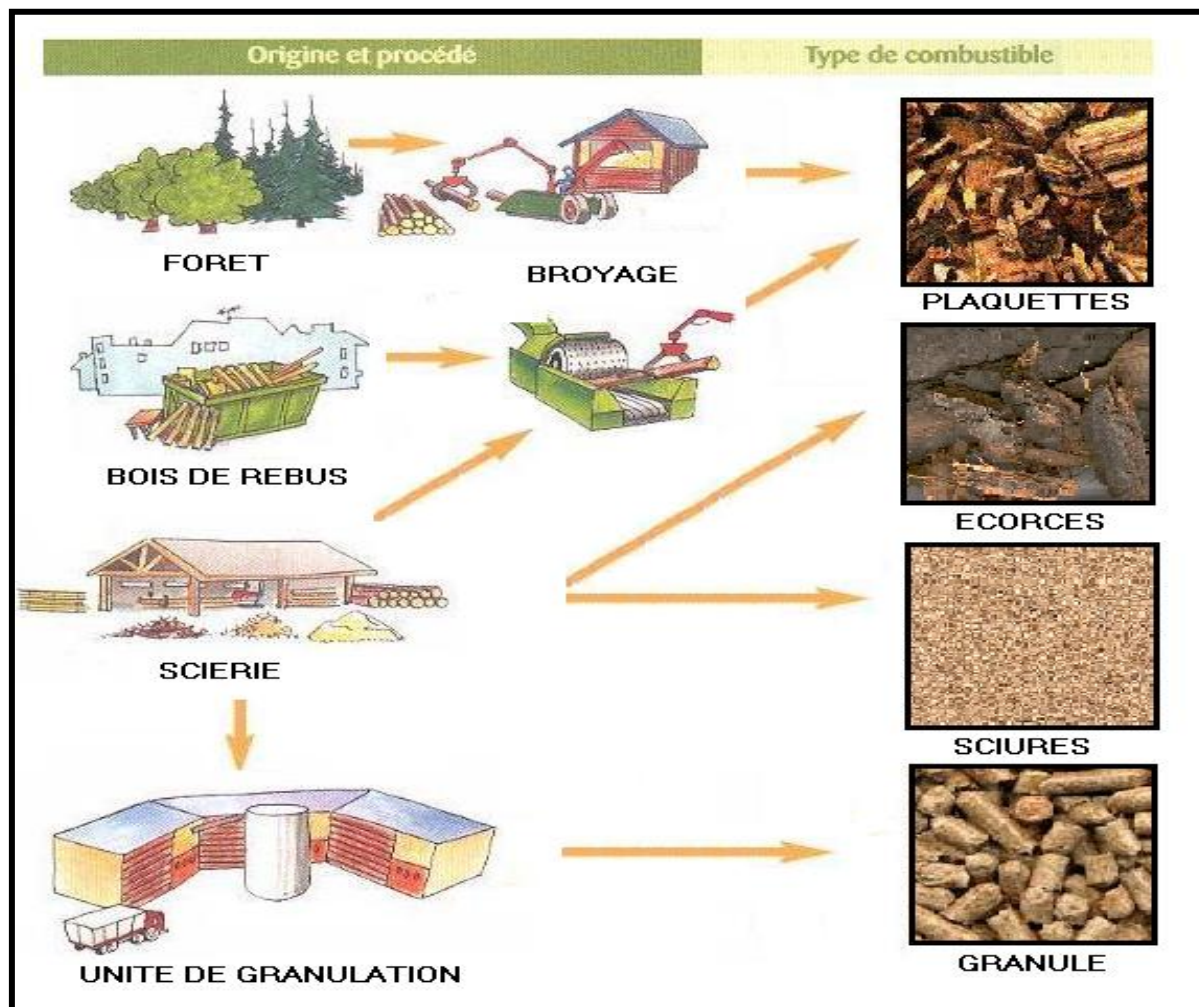 Origine et procédé
Type de combustible
FORET
BROYAGE
PLAQUETTES
BOIS DE REBUS
ECORCES
SCIERIE
SCIURES
UNITE DE GRANULATION
GRANULE